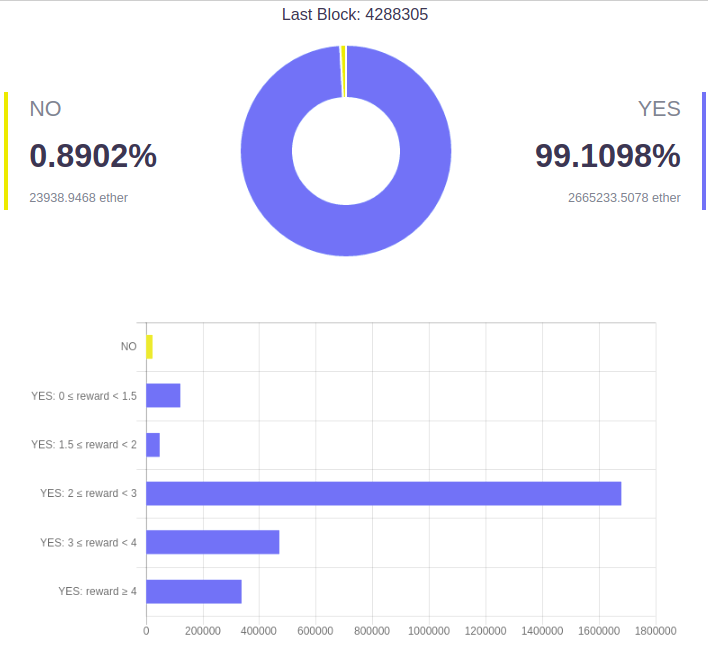 Last Block: 4288305
NO
0.8902%
23938.9468 ether
YES
99.1098%
2665233.5078 ether
NO
YES: 0 ≤ reward < 1.5
YES: 1.5 ≤ reward < 2
YES: 2 ≤ reward < 3
YES: 3 ≤ reward < 4
YES: reward ≥ 4
0 200000 400000 600000 800000 1000000 1200000 1400000 1600000 1800000